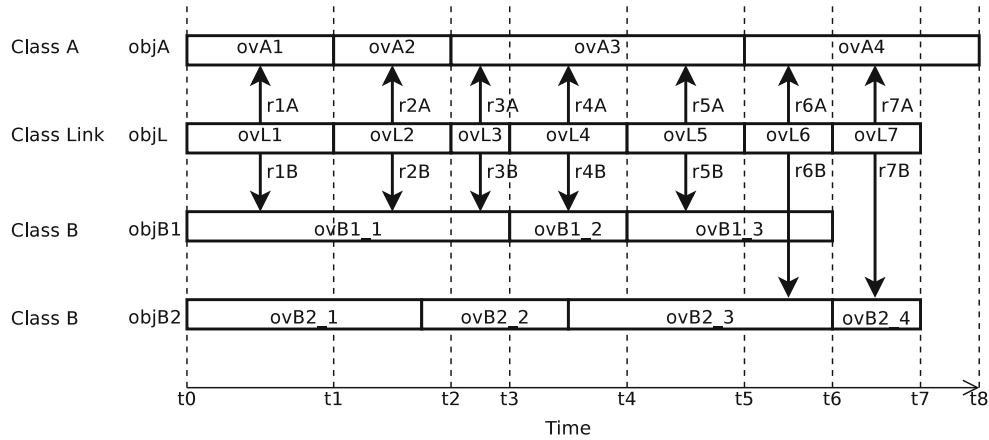 Class A objA ovA1 ovA2 ovA3 ovA4
r1A r2A r3A r4A r5A r6A r7A
Class Link objL ovL1 ovL2 ovL3 ovL4 ovL5 ovL6 ovL7
r1B r2B r3B r4B r5B r6B r7B
Class B objB1 ovB1_1 ovB1_2 ovB1_3
Class B objB2 ovB2_1 ovB2_2 ovB2_3 ovB2_4
t0 t1 t2 t3 t4 t5 t6 t7 t8
Time